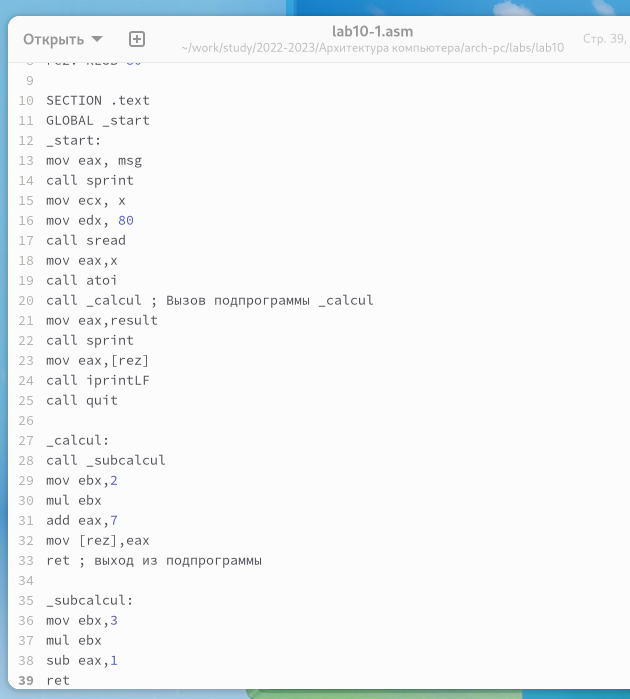 Открыть
lab10-1.asm
~/work/study/2022-2023/Архитектура компьютера/arch-pc/labs/lab10
Стр. 39,
9
10 SECTION .text
11 GLOBAL _start
12 _start:
13 mov eax, msg
14 call sprint
15 mov ecx, x
16 mov edx, 80
17 call sread
18 mov eax,x
19 call atoi
20 call _calcul ; Вызов подпрограммы _calcul
21 mov eax,result
22 call sprint
23 mov eax,[rez]
24 call iprintLF
25 call quit
26
27 _calcul:
28 call _subcalcul
29 mov ebx,2
30 mul ebx
31 add eax,7
32 mov [rez],eax
33 ret ; выход из подпрограммы
34
35 _subcalcul:
36 mov ebx,3
37 mul ebx
38 sub eax,1
39 ret